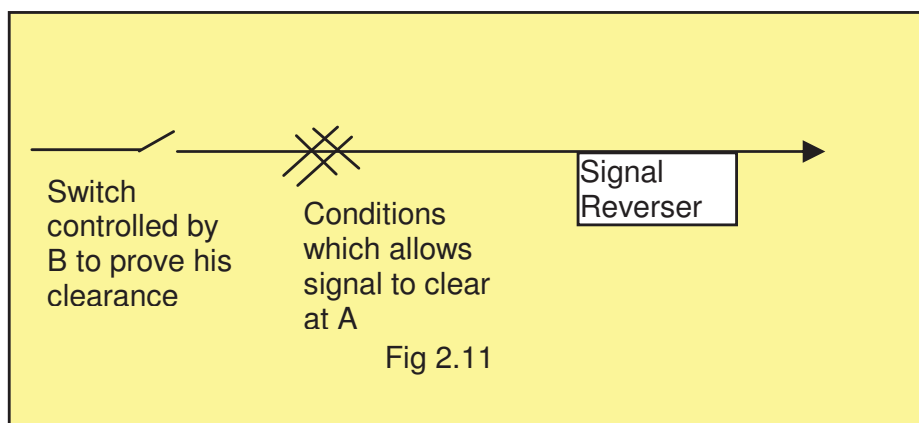 Switch
controlled by
B to prove his
clearance
Conditions
which allows
signal to clear
at A
Signal
Reverser
Fig 2.11